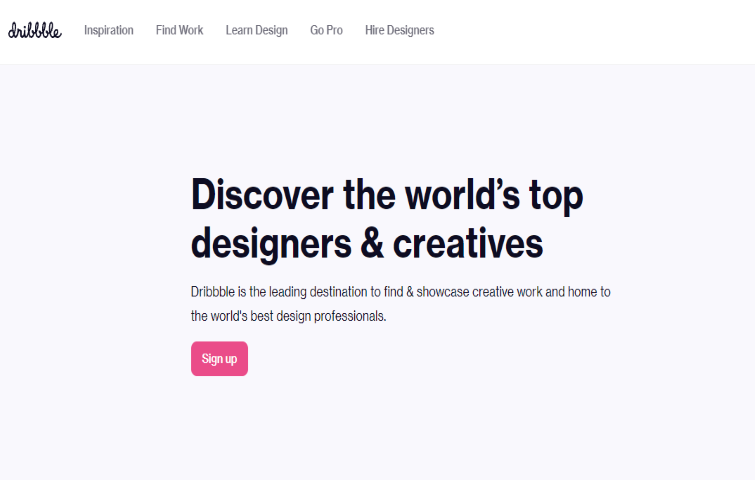 dribbble Inspiration Find Work Learn Design Go Pro Hire Designers
Discover the world’s top
designers & creatives
Dribbble is the leading destination to find & showcase creative work and home to
the world's best design professionals.
Sign up